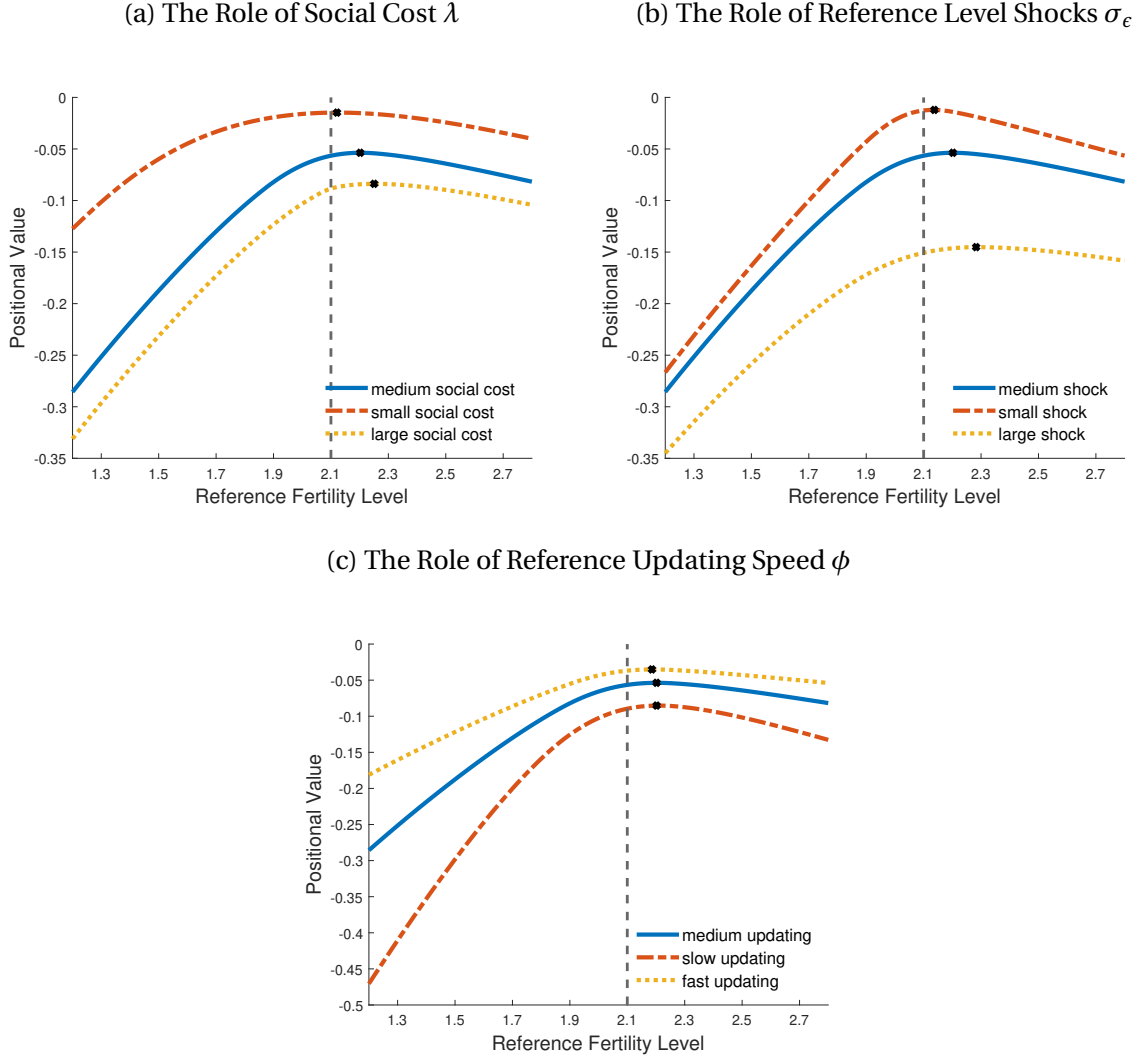 (a) The Role of Social Cost λ
0
-0.05
-0.1
-0.15
-0.2
-0.25
-0.3
-0.35
Positional Value
medium social cost
small social cost
large social cost
1.3 1.5 1.7 1.9 2.1 2.3 2.5 2.7
Reference Fertility Level
(b) The Role of Reference Level Shocks σϵ
0
-0.05
-0.1
-0.15
-0.2
-0.25
-0.3
-0.35
Positional Value
medium shock
small shock
large shock
1.3 1.5 1.7 1.9 2.1 2.3 2.5 2.7
Reference Fertility Level
(c) The Role of Reference Updating Speed ϕ
0
-0.05
-0.1
-0.15
-0.2
-0.25
-0.3
-0.35
-0.4
-0.45
-0.5
Positional Value
medium updating
slow updating
fast updating
1.3 1.5 1.7 1.9 2.1 2.3 2.5 2.7
Reference Fertility Level